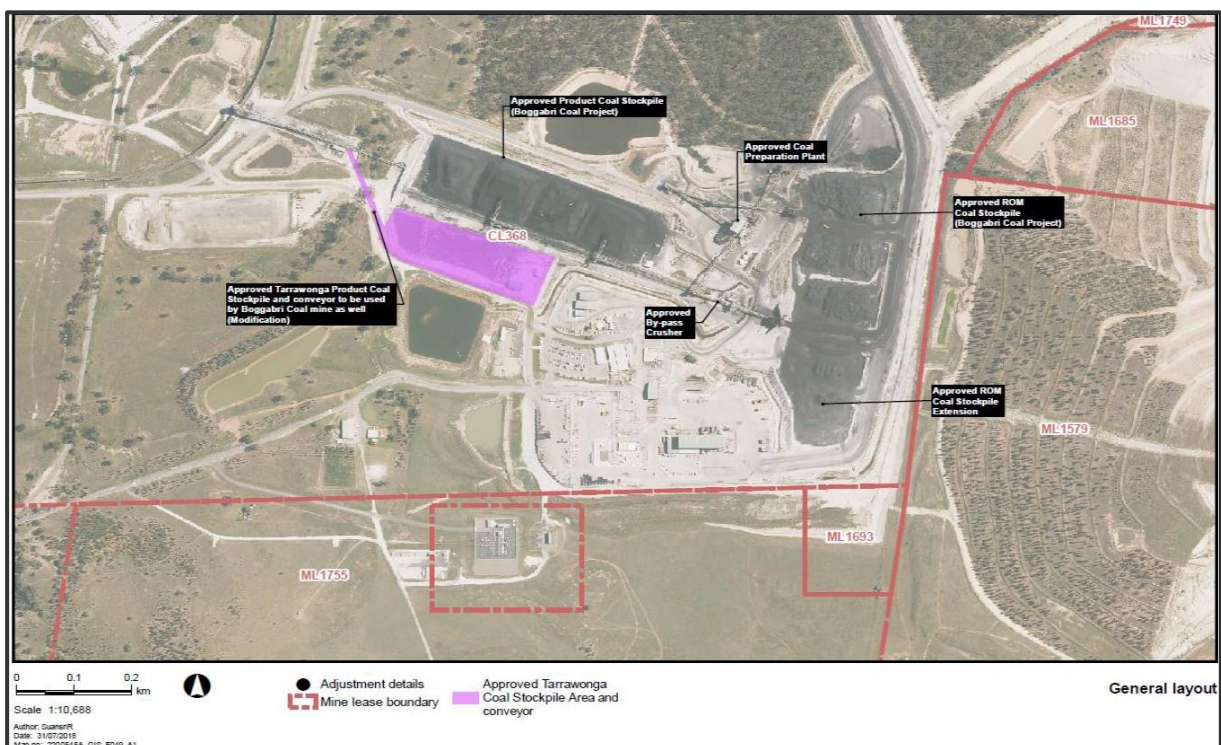 ML1749
ML1685
Approved Product Coal Stockpile
(Boggabri Coal Project)
Approved Coal
Preparation Plant
Approved ROM
Coal Stockpile
(Boggabri Coal Project)
CL368
Approved Tarrawonga Product Coal
Stockpile and conveyor to be used
by Boggabri Coal mine as well
(Modification)
Approved
By-pass
Crusher
Approved ROM
Coal Stockpile
Extension
ML1579
ML1693
ML1755
0 0.1 0.2
km
Scale 1:10,688
Author: SuansriR
Date: 31/07/2018
Adjustment details
Mine lease boundary
Approved Tarrawonga
Coal Stockpile Area and
conveyor
General layout